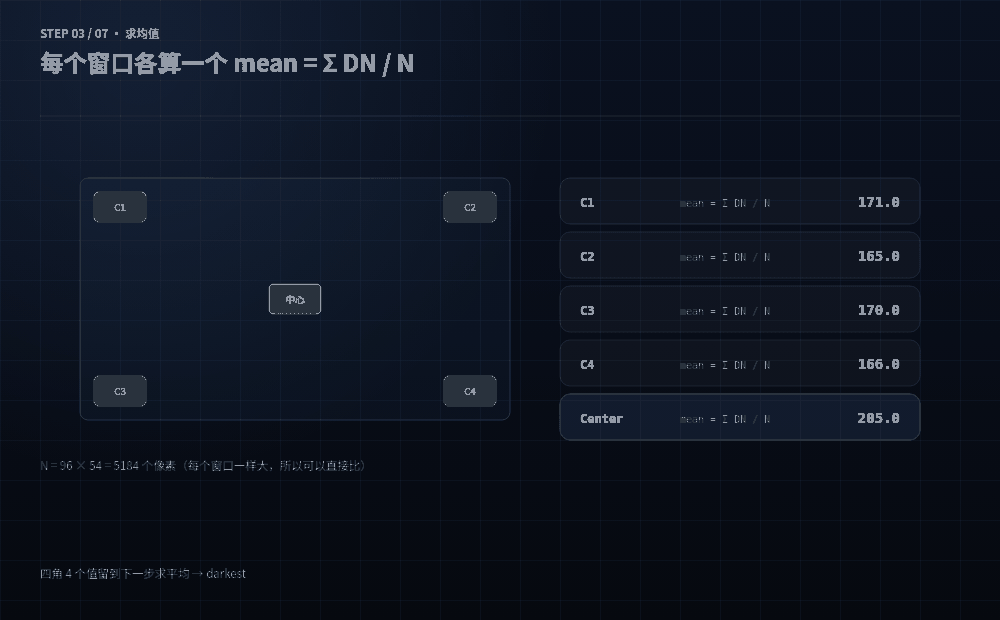 STEP 03 / 07 · 求均值
每个窗口各算一个 mean = Σ DN / N
C1
C2
中心
C3
C4
C1 mean = Σ DN / N 171.0
C2 mean = Σ DN / N 165.0
C3 mean = Σ DN / N 170.0
C4 mean = Σ DN / N 166.0
Center mean = Σ DN / N 205.0
N = 96 × 54 = 5184 个像素（每个窗口一样大，所以可以直接比）
四角 4 个值留到下一步求平均 → darkest